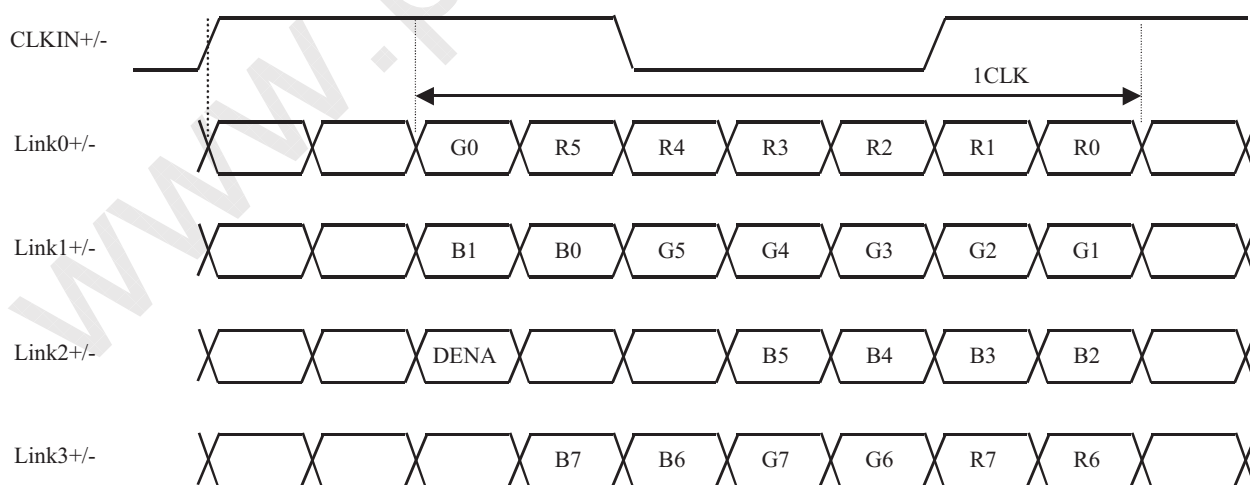 CLKIN+/-
1CLK
Link0+/- G0 R5 R4 R3 R2 R1 R0
Link1+/- B1 B0 G5 G4 G3 G2 G1
Link2+/- DENA B5 B4 B3 B2
Link3+/- B7 B6 G7 G6 R7 R6
www.p